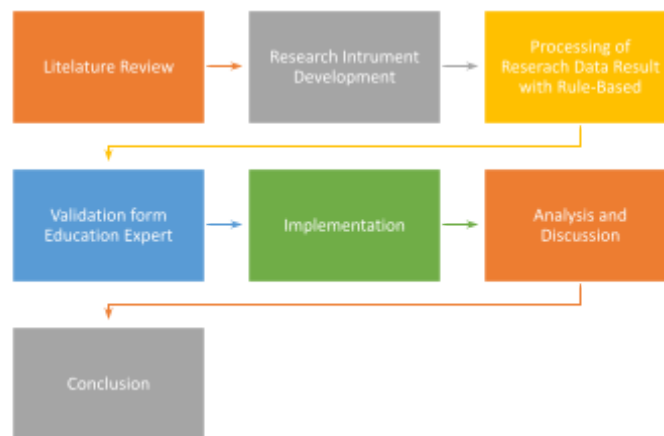 Litelature Review
Research Intrument
Development
Processing of
Reserach Data Result
with Rule-Based
Validation form
Education Expert
Implementation
Analysis and
Discussion
Conclusion